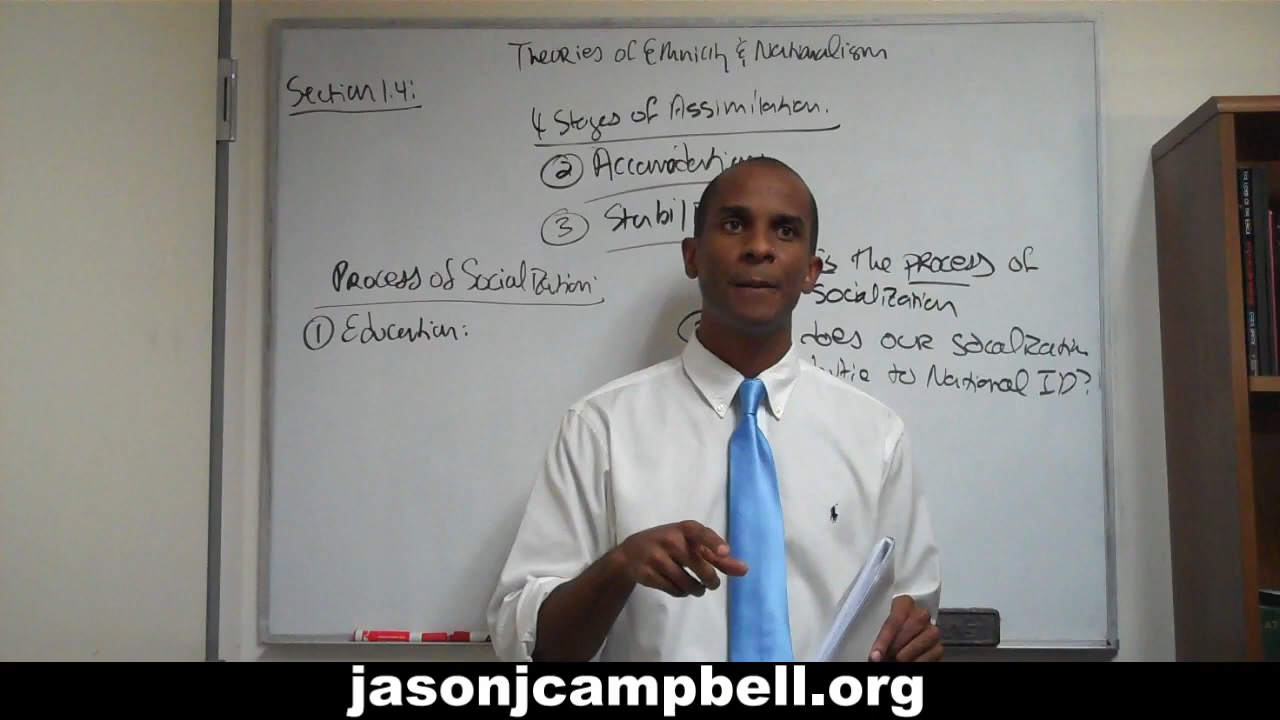 Theories of Ethnicity & Nationalism
Section 1.4:
4 Stages of Assimilation.
② Accomodation
③ Stabil
Process of Socialization:
① Education:
is the process of
socialization
does our socialization
to National ID?
jasonjcampbell.org